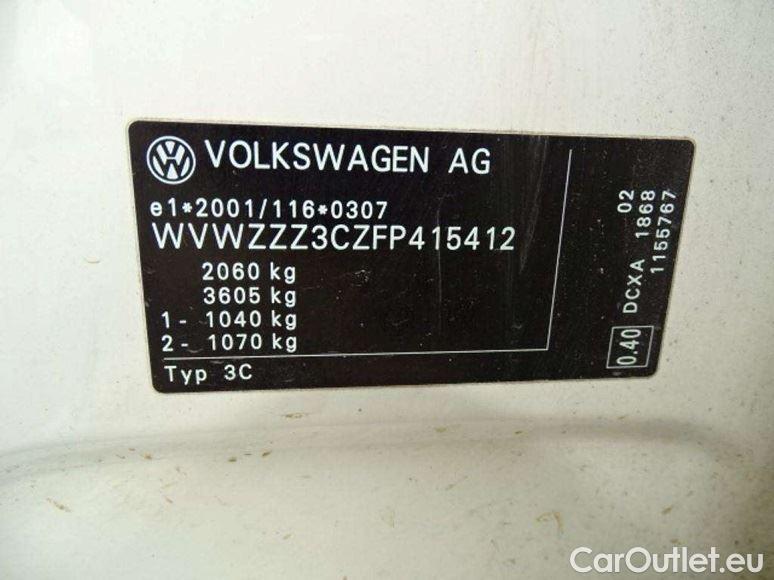 VOLKSWAGEN AG
e1*2001/116*0307
WVWZZZ3CZFP415412
2060 kg
3605 kg
1- 1040 kg
2- 1070 kg
Typ 3C
02
0.40 DCXA 1868
1155767
CarOutlet.eu